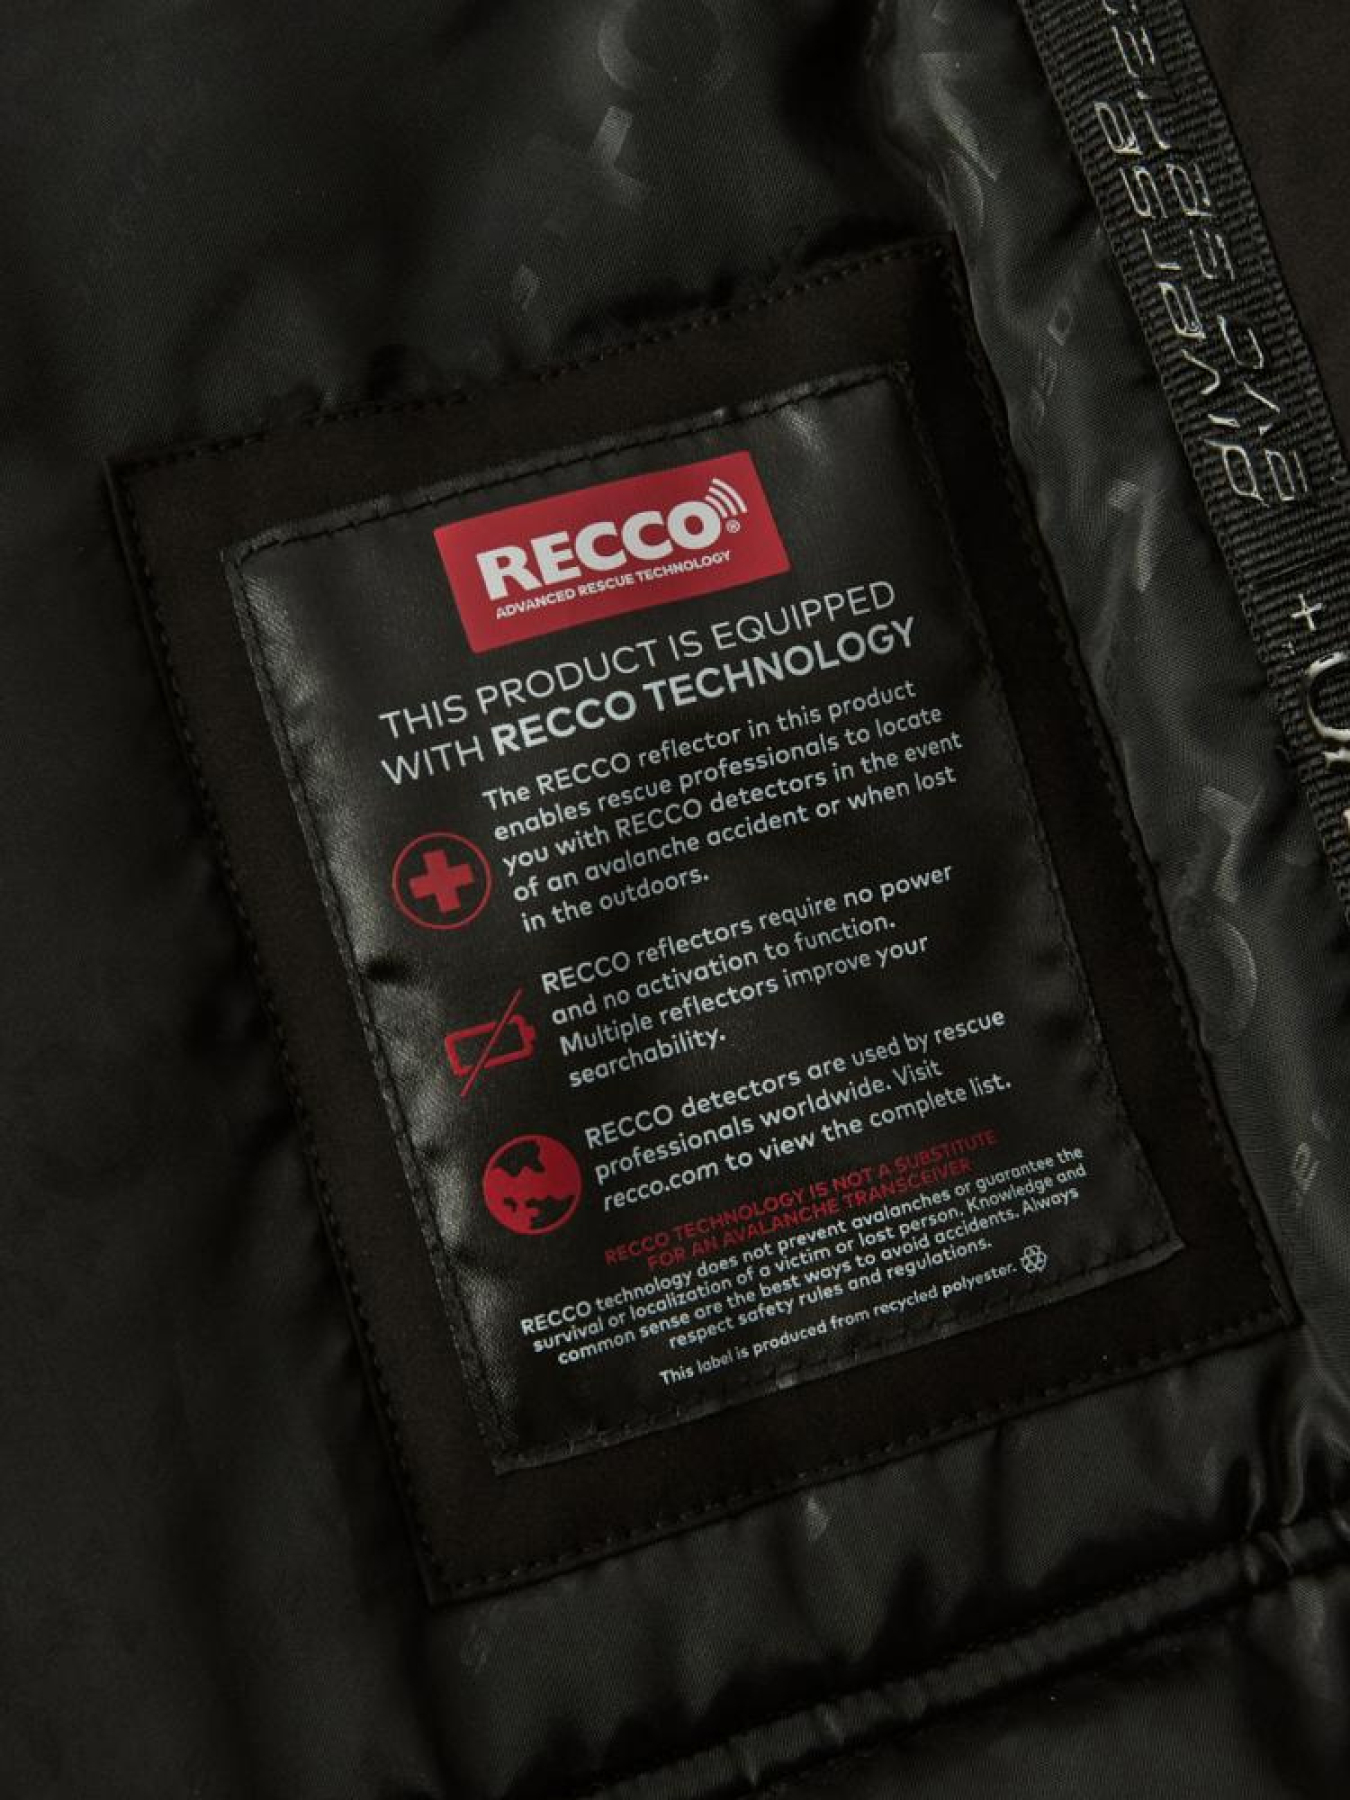 RECCO®
ADVANCED RESCUE TECHNOLOGY
THIS PRODUCT IS EQUIPPED
WITH RECCO TECHNOLOGY
The RECCO reflector in this product
enables rescue professionals to locate
you with RECCO detectors in the event
of an avalanche accident or when lost
in the outdoors.
RECCO reflectors require no power
and no activation to function.
Multiple reflectors improve your
searchability.
RECCO detectors are used by rescue
professionals worldwide. Visit
recco.com to view the complete list.
RECCO TECHNOLOGY IS NOT A SUBSTITUTE
FOR AN AVALANCHE TRANSCEIVER
RECCO technology does not prevent avalanches or guarantee the
survival or localization of a victim or lost person. Knowledge and
common sense are the best ways to avoid accidents. Always
respect safety rules and regulations.
This label is produced from recycled polyester.